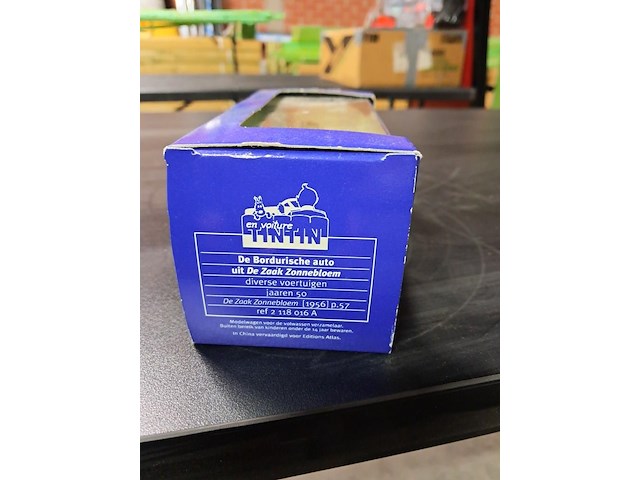 en voiture
TINTIN
De Bordurische auto
uit De Zaak Zonnebloem
diverse voertuigen
jaaren 50
De Zaak Zonnebloem (1956) p.57
ref 2 118 016 A
Modelwagen voor de volwassen verzamelaar.
Buiten bereik van kinderen onder de 14 jaar bewaren.
In China vervaardigd voor Editions Atlas.